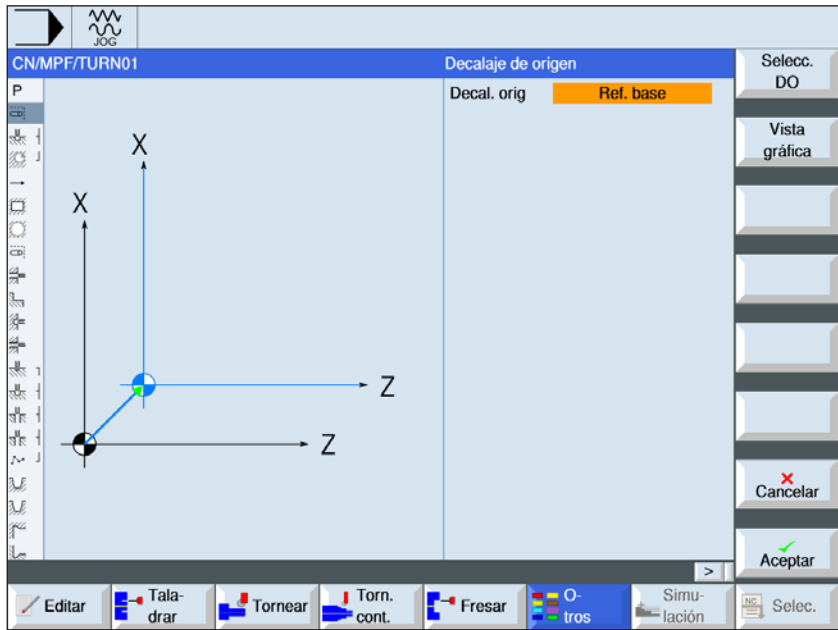 JOG
CN/MPF/TURN01
Decalaje de origen
Selecc.
DO
P
Decal. orig
Ref. base
Vista
gráfica
X
X
Z
Z
Cancelar
Aceptar
>
Editar
Tala-
drar
Tornear
Torn.
cont.
Fresar
O-
tros
Simu-
lación
NC
Selec.